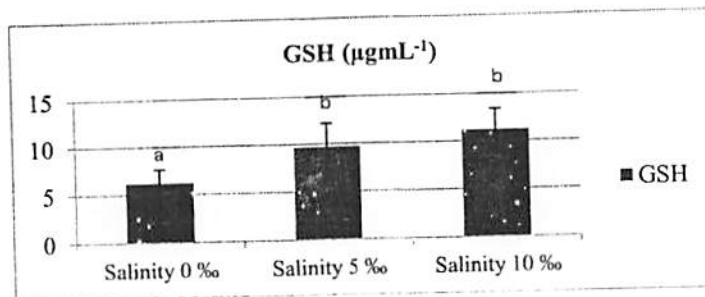 GSH (µgmL⁻¹)
15
10
5
0
a
b
b
Salinity 0 ‰
Salinity 5 ‰
Salinity 10 ‰
GSH